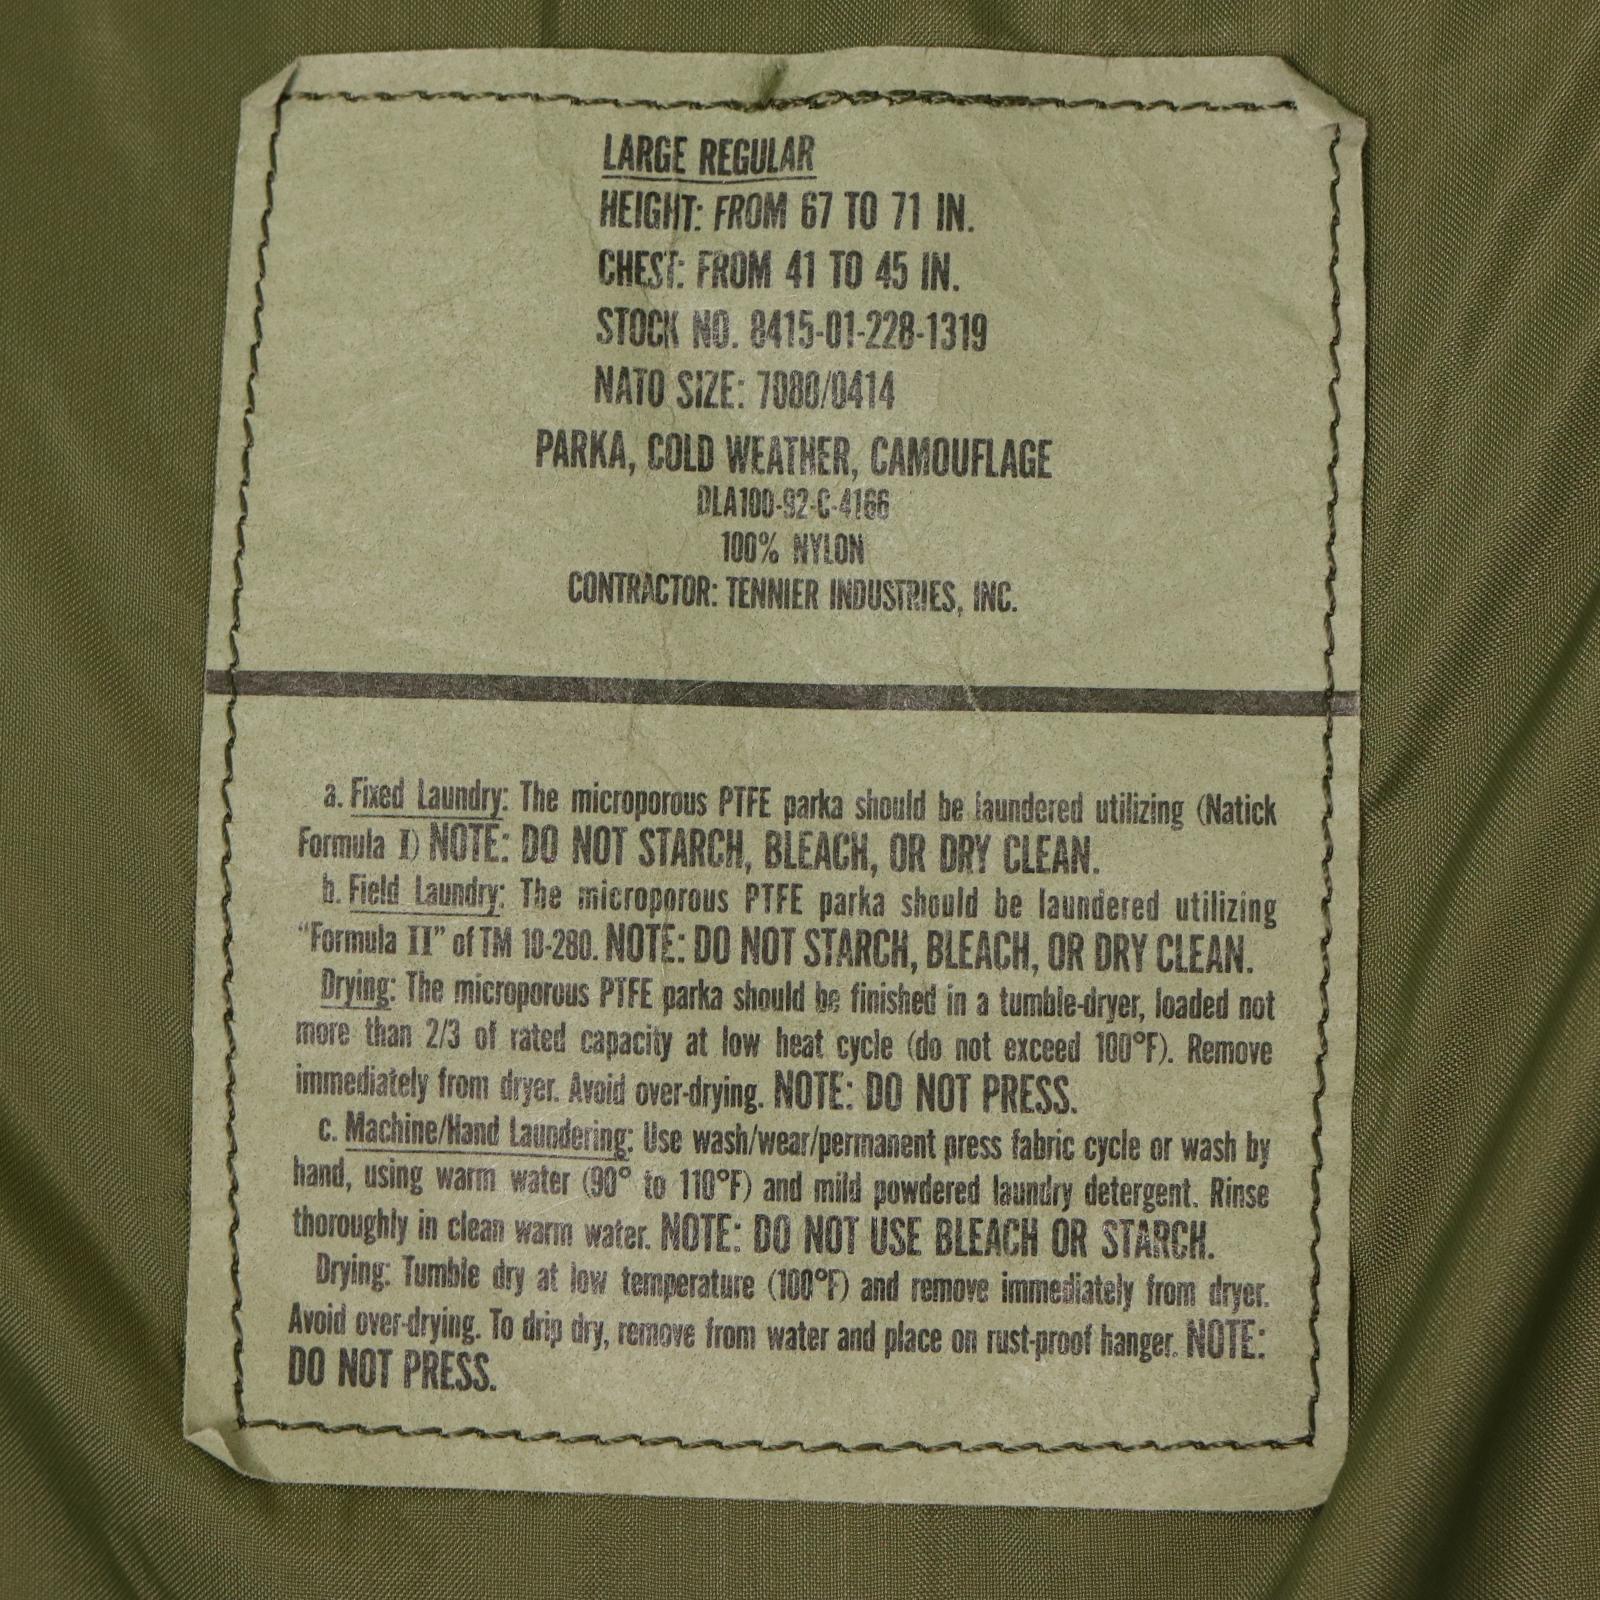 LARGE REGULAR
HEIGHT: FROM 67 TO 71 IN.
CHEST: FROM 41 TO 45 IN.
STOCK NO. 8415-01-228-1319
NATO SIZE: 7080/0414
PARKA, COLD WEATHER, CAMOUFLAGE
DLA100-92-C-4166
100% NYLON
CONTRACTOR: TENNIER INDUSTRIES, INC.
a. Fixed Laundry: The microporous PTFE parka should be laundered utilizing (Natick
Formula I) NOTE: DO NOT STARCH, BLEACH, OR DRY CLEAN.
b. Field Laundry: The microporous PTFE parka should be laundered utilizing
“Formula II” of TM 10-280. NOTE: DO NOT STARCH, BLEACH, OR DRY CLEAN.
Drying: The microporous PTFE parka should be finished in a tumble-dryer, loaded not
more than 2/3 of rated capacity at low heat cycle (do not exceed 100°F). Remove
immediately from dryer. Avoid over-drying. NOTE: DO NOT PRESS.
c. Machine/Hand Laundering: Use wash/wear/permanent press fabric cycle or wash by
hand, using warm water (90° to 110°F) and mild powdered laundry detergent. Rinse
thoroughly in clean warm water. NOTE: DO NOT USE BLEACH OR STARCH.
Drying: Tumble dry at low temperature (100°F) and remove immediately from dryer.
Avoid over-drying. To drip dry, remove from water and place on rust-proof hanger. NOTE:
DO NOT PRESS.